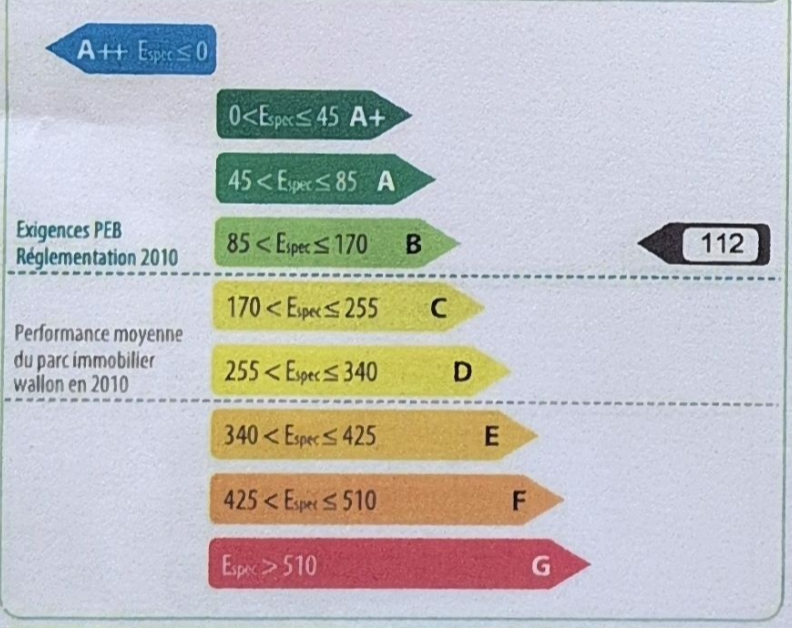 A++ Espec ≤ 0
0<Espec≤ 45 A+
45 < Espec ≤ 85 A
Exigences PEB
Réglementation 2010
85 < Espec ≤ 170 B
112
170 < Espec ≤ 255 C
Performance moyenne
du parc immobilier
wallon en 2010
255 < Espec ≤ 340 D
340 < Espec ≤ 425 E
425 < Espec ≤ 510 F
Espec > 510 G